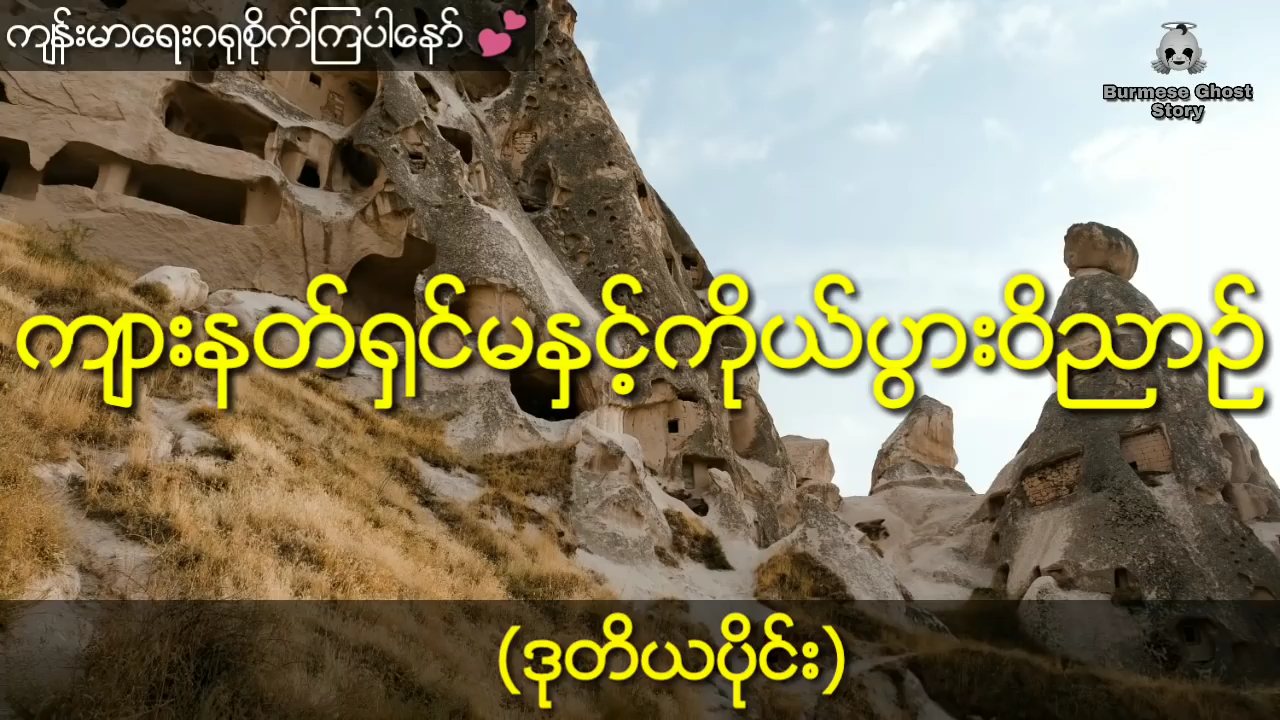 ကျန်းမာရေးဂရုစိုက်ကြပါနော် 💕
Burmese Ghost
Story
ကျားနတ်ရှင်မနှင့်ကိုယ်ပွားဝိညာဉ်
(ဒုတိယပိုင်း)